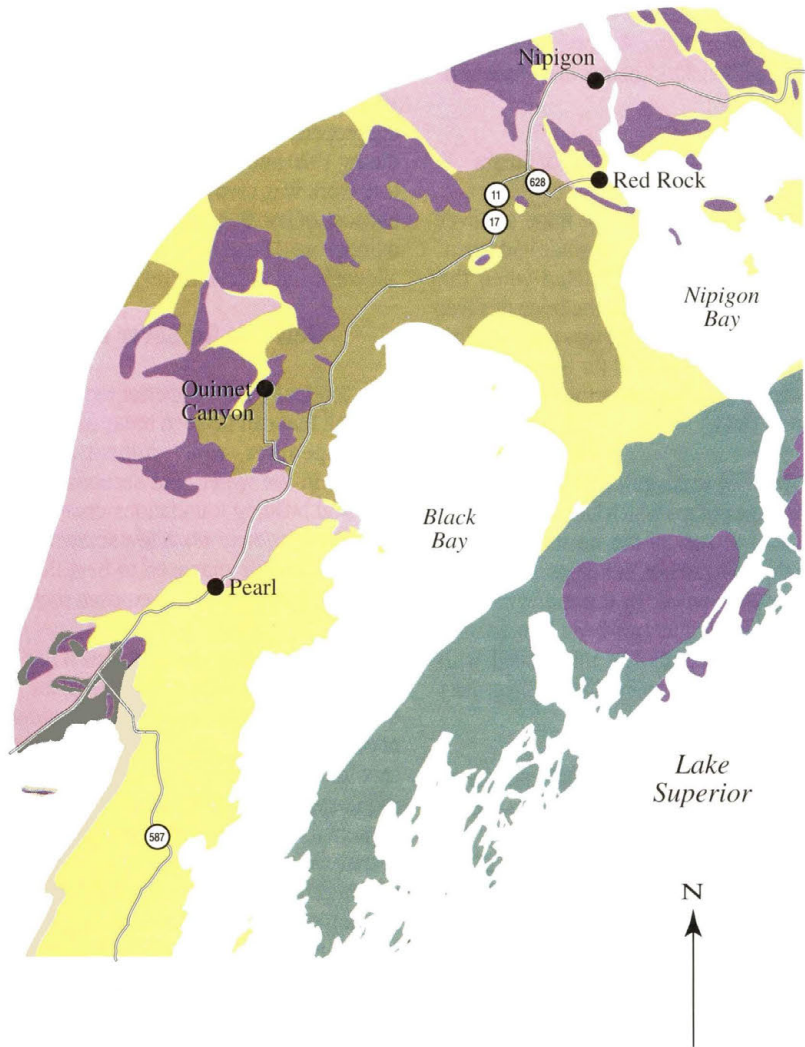 Nipigon
Red Rock
628
11
17
Nipigon
Bay
Ouimet
Canyon
Black
Bay
Pearl
Lake
Superior
587
N